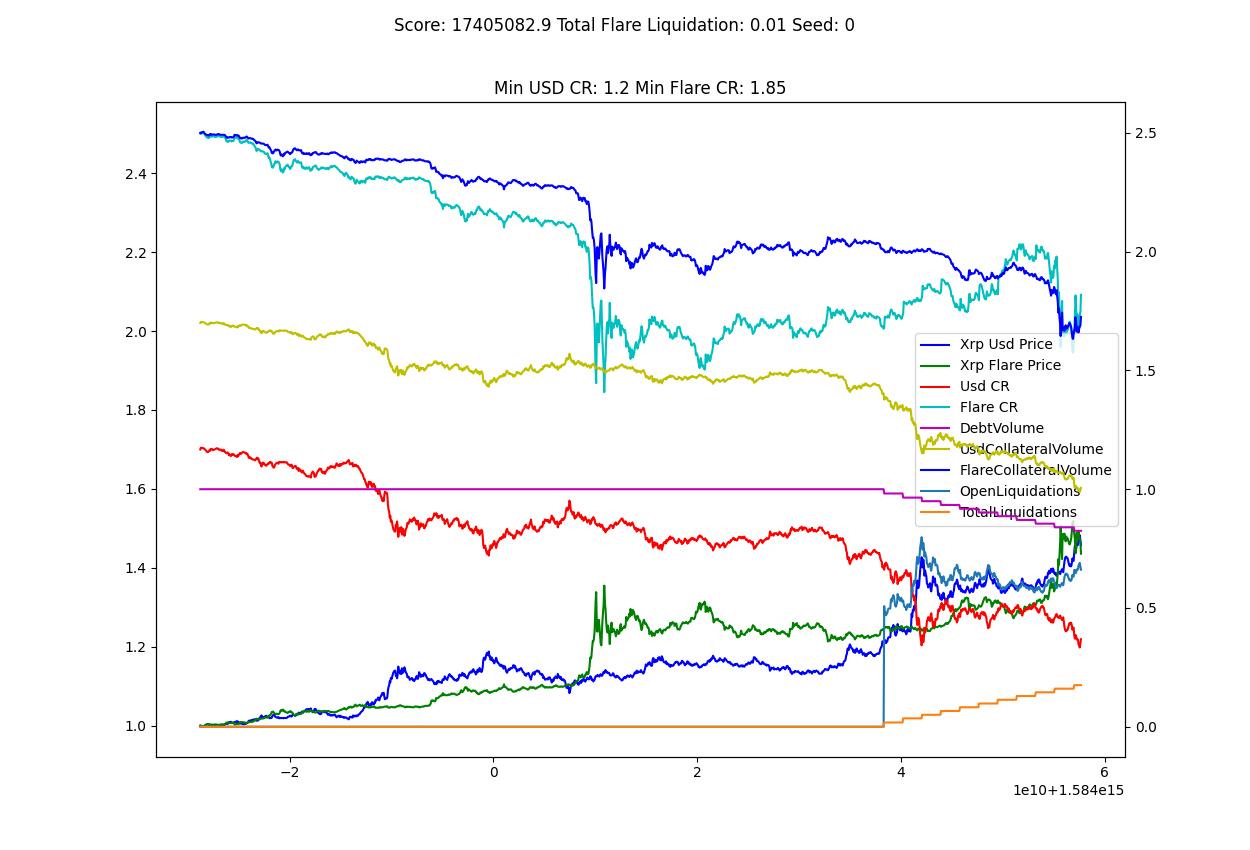 Score: 17405082.9 Total Flare Liquidation: 0.01 Seed: 0
Min USD CR: 1.2 Min Flare CR: 1.85
2.4
2.2
2.0
1.8
1.6
1.4
1.2
1.0
2.5
2.0
1.5
1.0
0.5
0.0
Xrp Usd Price
Xrp Flare Price
Usd CR
Flare CR
DebtVolume
UsdCollateralVolume
FlareCollateralVolume
OpenLiquidations
TotalLiquidations
−2 0 2 4 6
1e10+1.584e15